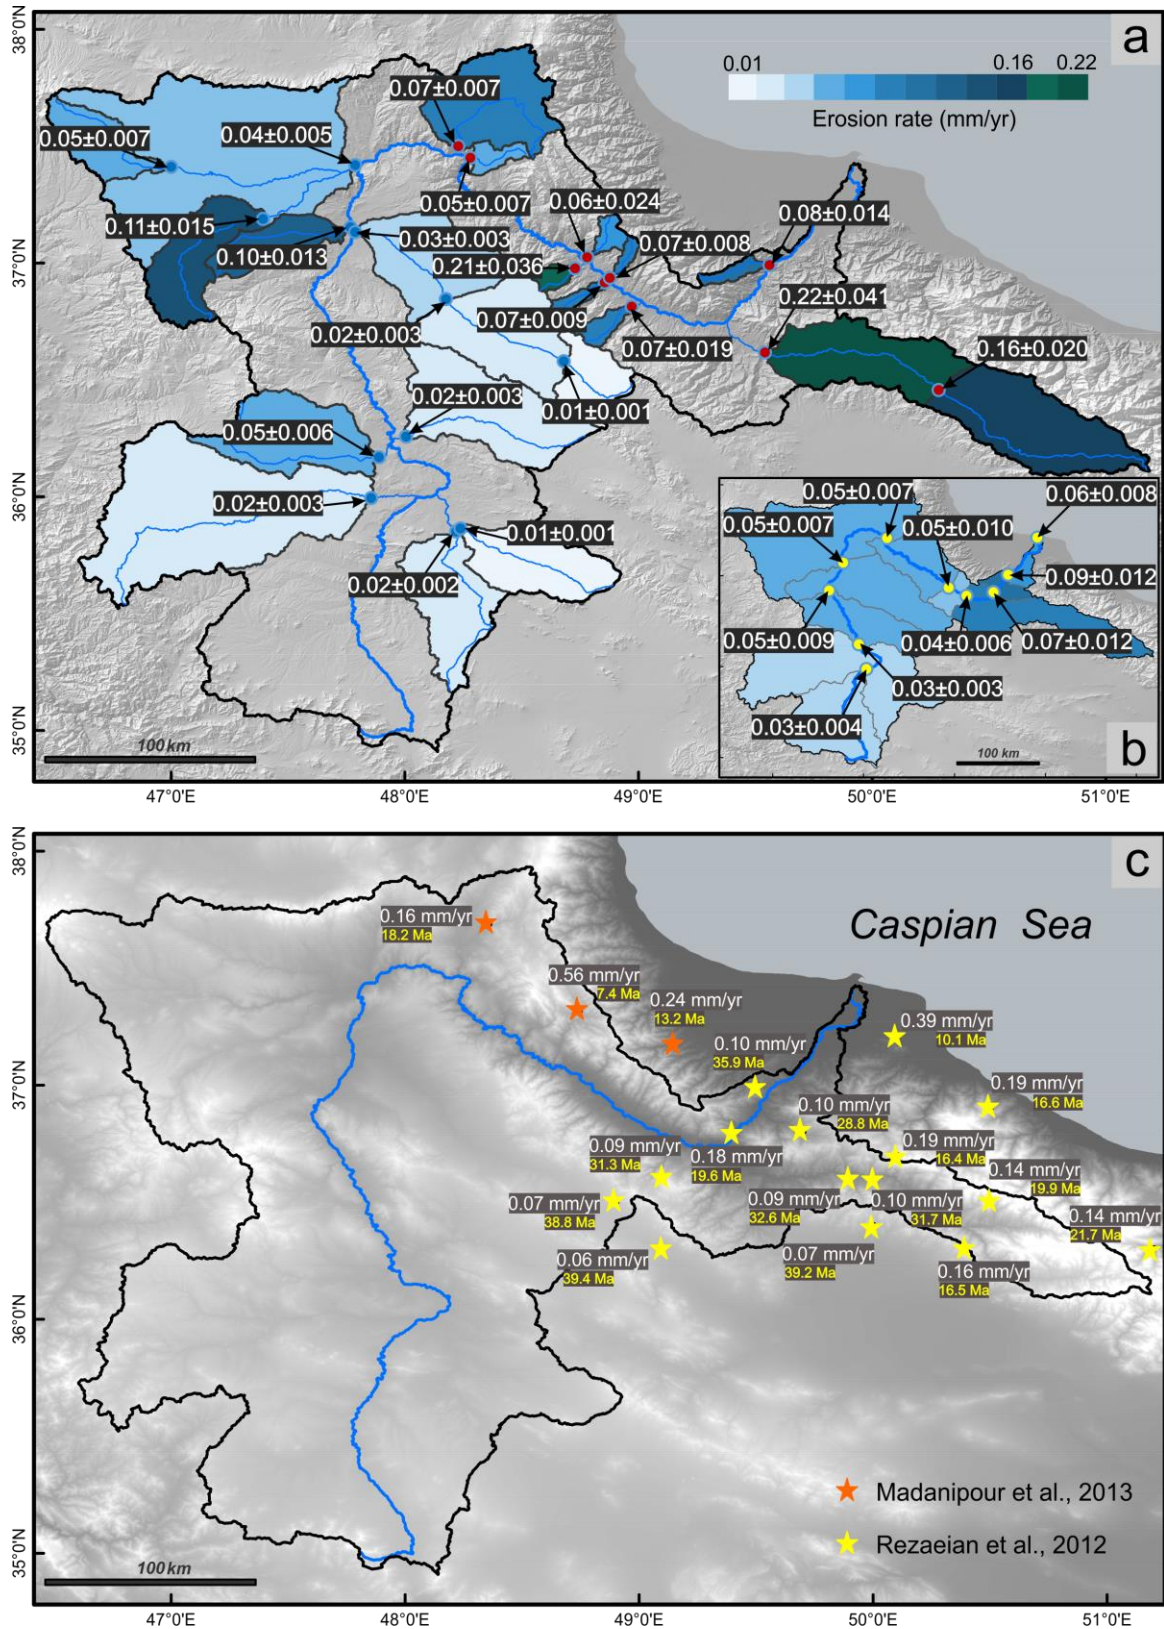 38°0'N
a
0.01
0.16
0.22
Erosion rate (mm/yr)
0.07±0.007
0.05±0.007
0.04±0.005
0.05±0.007
0.06±0.024
0.08±0.014
0.07±0.008
0.11±0.015
0.10±0.013
0.03±0.003
0.21±0.036
37°0'N
0.22±0.041
0.07±0.009
0.02±0.003
0.07±0.019
0.16±0.020
0.02±0.003
0.01±0.001
0.05±0.006
36°0'N
0.02±0.003
0.01±0.001
0.02±0.002
0.05±0.007
0.06±0.008
0.05±0.007
0.05±0.010
0.09±0.012
0.05±0.009
0.04±0.006
0.07±0.012
0.03±0.003
0.03±0.004
35°0'N
100 km
100 km
b
47°0'E
48°0'E
49°0'E
50°0'E
51°0'E
38°0'N
c
Caspian Sea
0.16 mm/yr
18.2 Ma
0.56 mm/yr
7.4 Ma
0.24 mm/yr
13.2 Ma
0.39 mm/yr
10.1 Ma
0.10 mm/yr
35.9 Ma
37°0'N
0.19 mm/yr
16.6 Ma
0.10 mm/yr
28.8 Ma
0.09 mm/yr
31.3 Ma
0.18 mm/yr
19.6 Ma
0.19 mm/yr
16.4 Ma
0.14 mm/yr
19.9 Ma
0.07 mm/yr
38.8 Ma
0.09 mm/yr
32.6 Ma
0.10 mm/yr
31.7 Ma
0.14 mm/yr
21.7 Ma
0.06 mm/yr
39.4 Ma
0.07 mm/yr
39.2 Ma
0.16 mm/yr
16.5 Ma
36°0'N
Madanipour et al., 2013
Rezaeian et al., 2012
35°0'N
100 km
47°0'E
48°0'E
49°0'E
50°0'E
51°0'E